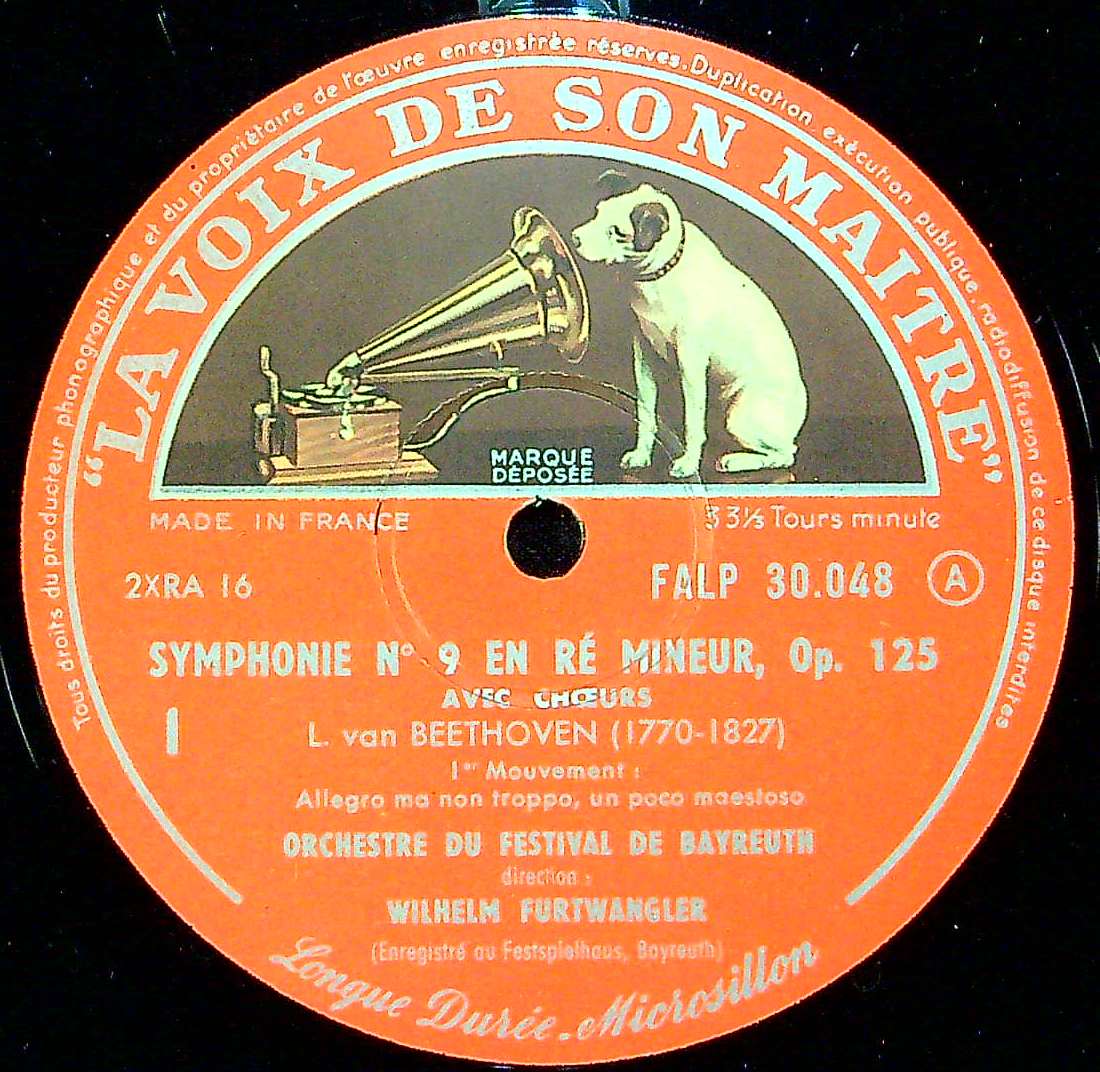 Tous droits du producteur phonographique et du propriétaire de l'œuvre enregistrée réservés. Duplication exécution publique. radiodiffusion de ce disque interdites
“LA VOIX DE SON MAITRE”
MARQUE
DÉPOSÉE
MADE IN FRANCE
33⅓ Tours minute
2XRA 16
FALP 30.048 A
SYMPHONIE N° 9 EN RÉ MINEUR, Op. 125
AVEC CHŒURS
I
L. van BEETHOVEN (1770-1827)
1er Mouvement :
Allegro ma non troppo, un poco maestoso
ORCHESTRE DU FESTIVAL DE BAYREUTH
direction :
WILHELM FURTWANGLER
(Enregistré au Festspielhaus, Bayreuth)
Longue Durée - Microsillon